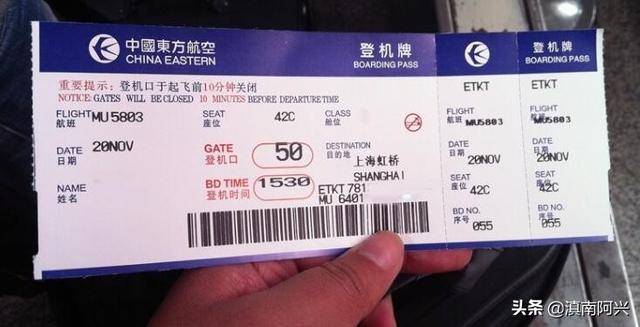 中國東方航空
CHINA EASTERN
登机牌
BOARDING PASS
登机牌
BOARDING PASS
重要提示：登机口于起飞前10分钟关闭
NOTICE: GATES WILL BE CLOSED 10 MINUTES BEFORE DEPARTURE TIME
FLIGHT 航班 MU5803
SEAT 座位 42C
CLASS 舱位
DATE 日期 20NOV
GATE 登机口 50
DESTINATION 目的地 上海虹桥
SHANGHAI
NAME 姓名
BD TIME 登机时间 1530
ETKT 781
MU 6401
ETKT
FLIGHT 航班 MU5803
DATE 日期 20NOV
SEAT 座位 42C
BD NO. 序号 055
ETKT
FLIGHT 航班 MU5803
DATE 日期 20NOV
SEAT 座位 42C
BD NO. 序号 055
头条 @滇南阿兴